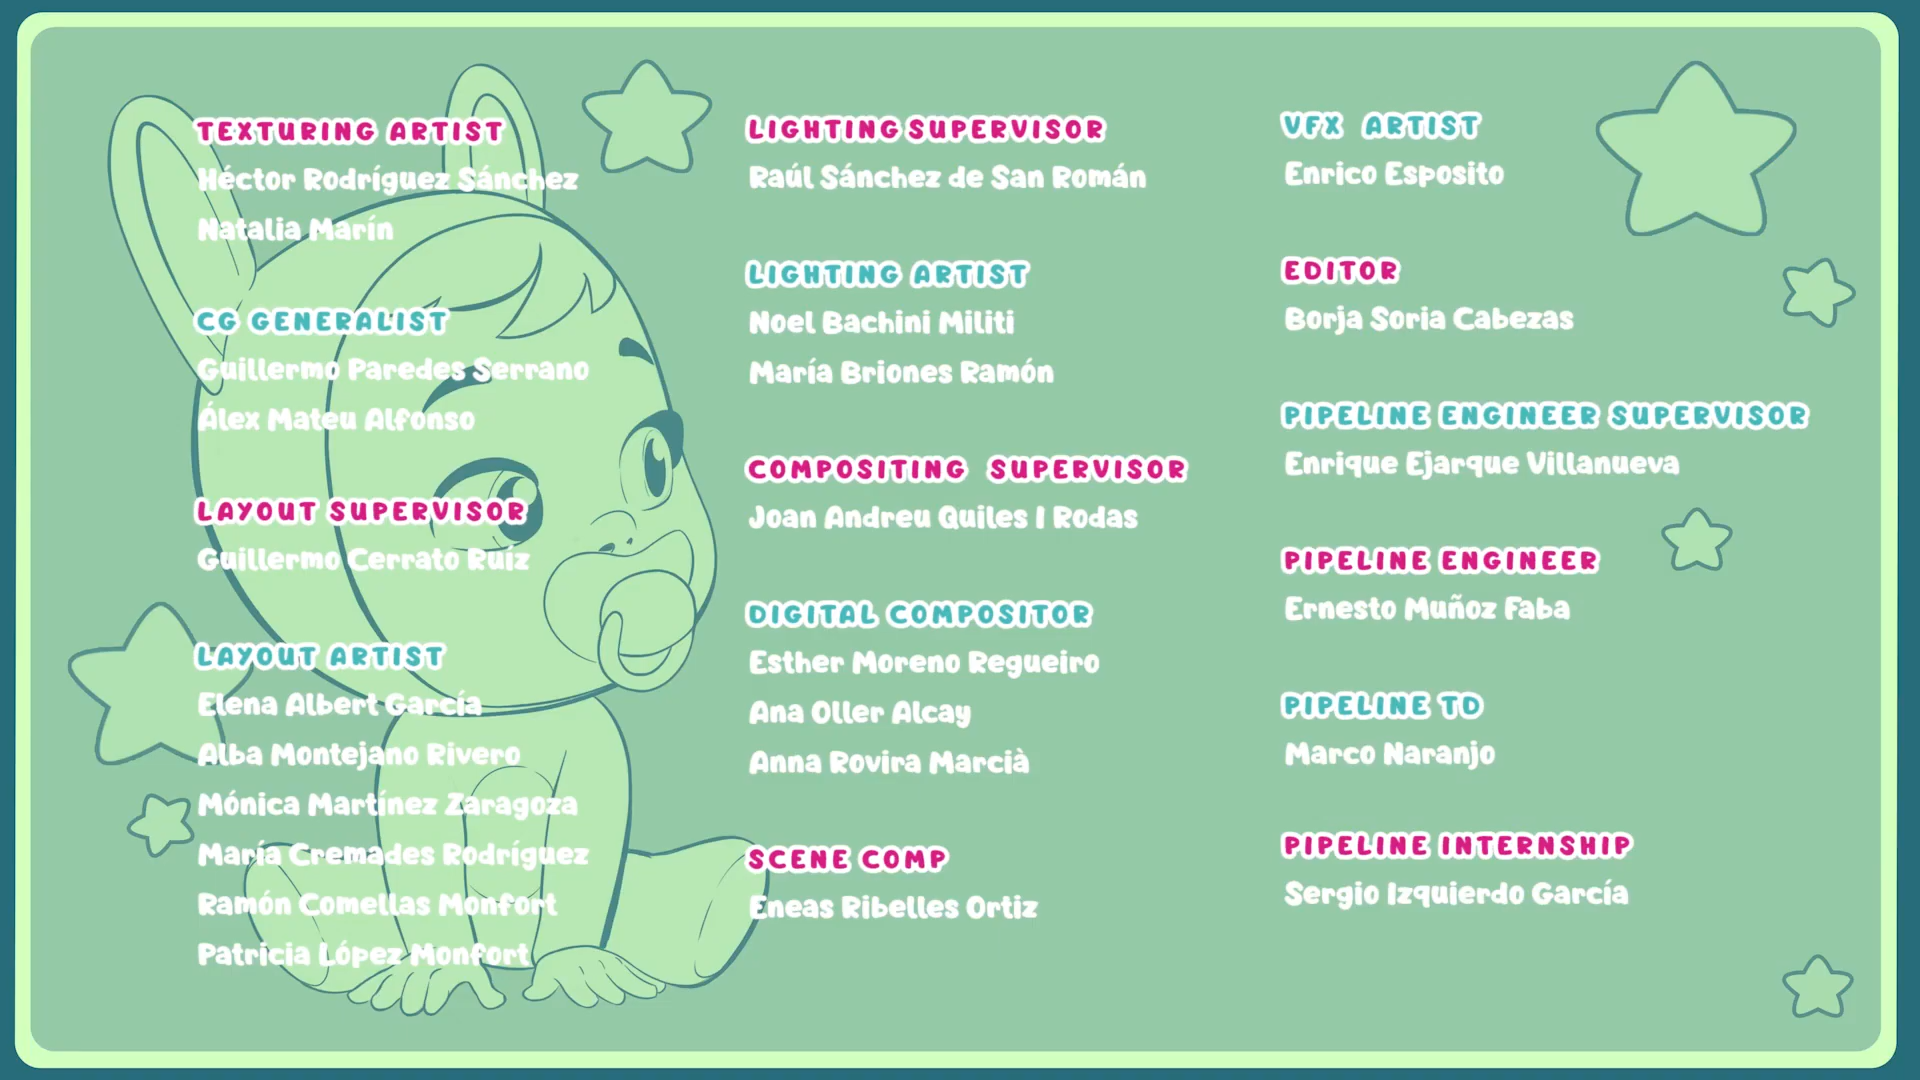 TEXTURING ARTIST
Héctor Rodríguez Sánchez
Natalia Marín
CG GENERALIST
Guillermo Paredes Serrano
Álex Mateu Alfonso
LAYOUT SUPERVISOR
Guillermo Cerrato Ruíz
LAYOUT ARTIST
Elena Albert García
Alba Montejano Rivero
Mónica Martínez Zaragoza
María Cremades Rodríguez
Ramón Comellas Monfort
Patricia López Monfort
LIGHTING SUPERVISOR
Raúl Sánchez de San Román
LIGHTING ARTIST
Noel Bachini Militi
María Briones Ramón
COMPOSITING SUPERVISOR
Joan Andreu Quiles I Rodas
DIGITAL COMPOSITOR
Esther Moreno Regueiro
Ana Oller Alcay
Anna Rovira Marcià
SCENE COMP
Eneas Ribelles Ortiz
VFX ARTIST
Enrico Esposito
EDITOR
Borja Soria Cabezas
PIPELINE ENGINEER SUPERVISOR
Enrique Ejarque Villanueva
PIPELINE ENGINEER
Ernesto Muñoz Faba
PIPELINE TD
Marco Naranjo
PIPELINE INTERNSHIP
Sergio Izquierdo García